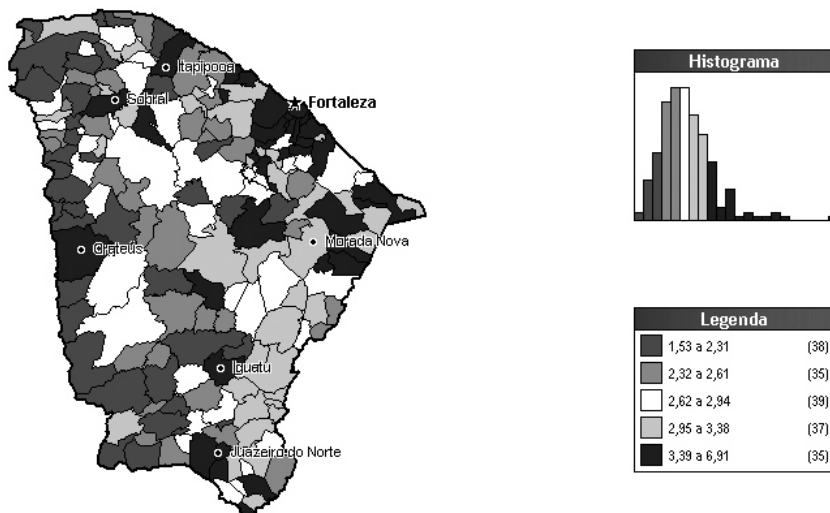 Itapipoca
Sobral
Fortaleza
Crateús
Morada Nova
Iguatu
Juazeiro do Norte
Histograma
Legenda
1,53 a 2,31 (38)
2,32 a 2,61 (35)
2,62 a 2,94 (39)
2,95 a 3,38 (37)
3,39 a 6,91 (35)